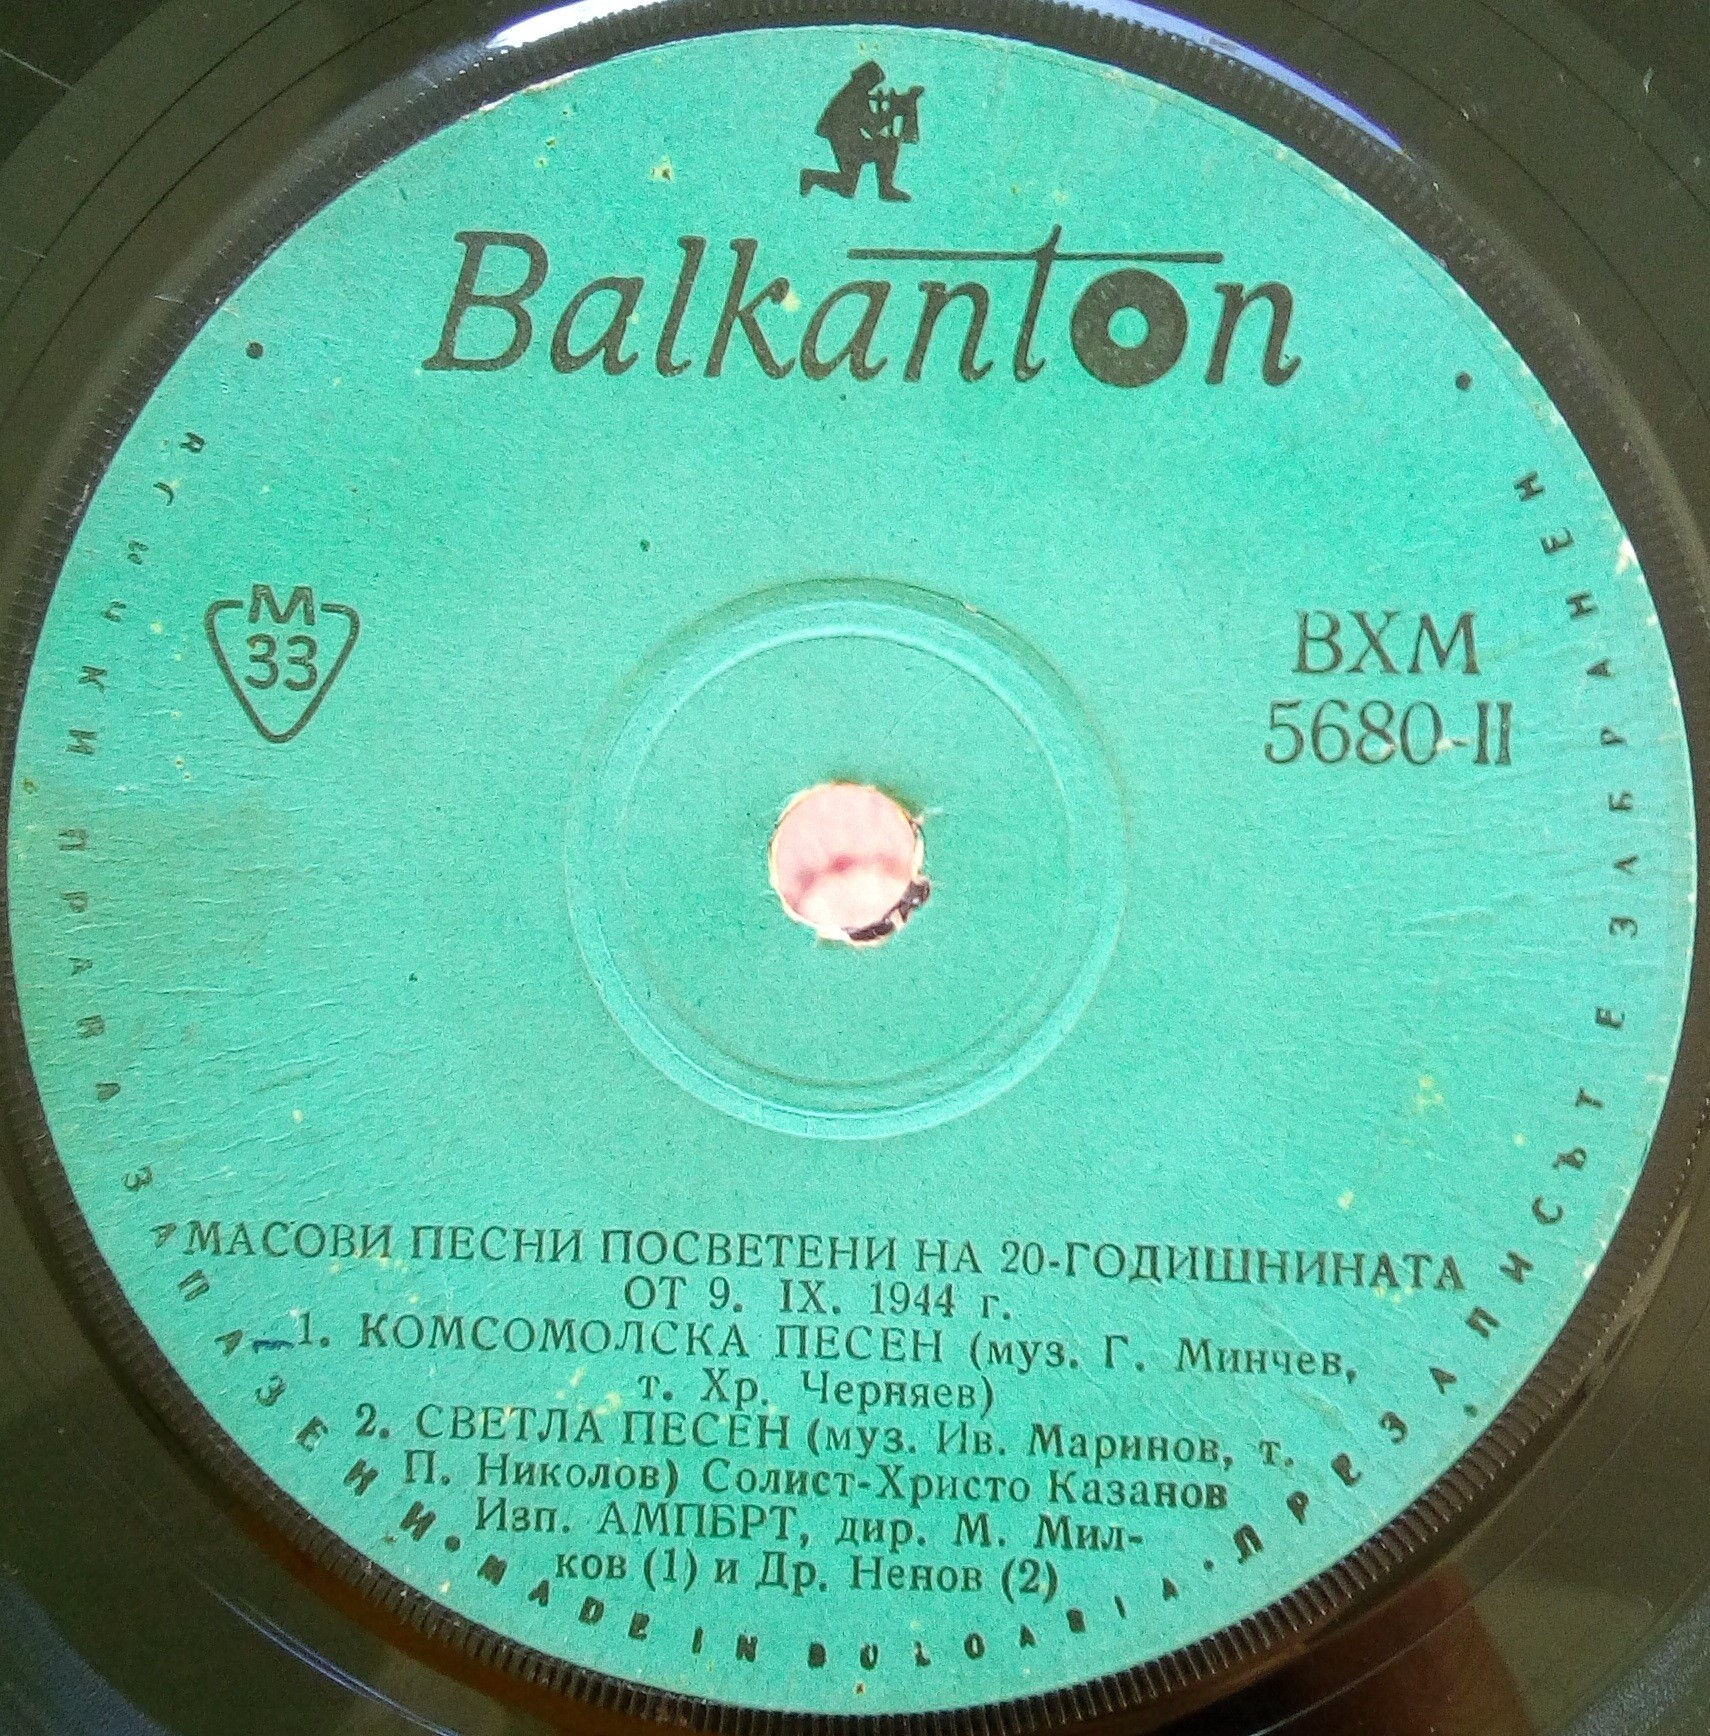 Balkanton
М
33
ВХМ
5680-II
МАСОВИ ПЕСНИ ПОСВЕТЕНИ НА 20-ГОДИШНИНАТА
ОТ 9. IX. 1944 г.
1. КОМСОМОЛСКА ПЕСЕН (муз. Г. Минчев,
т. Хр. Черняев)
2. СВЕТЛА ПЕСЕН (муз. Ив. Маринов, т.
П. Николов) Солист-Христо Казанов
Изп. АМПБРТ, дир. М. Мил-
ков (1) и Др. Ненов (2)
• ВСИЧКИ ПРАВА ЗАПАЗЕНИ • MADE IN BULGARIA • ПРЕЗАПИСЪТ Е ЗАБРАНЕН •